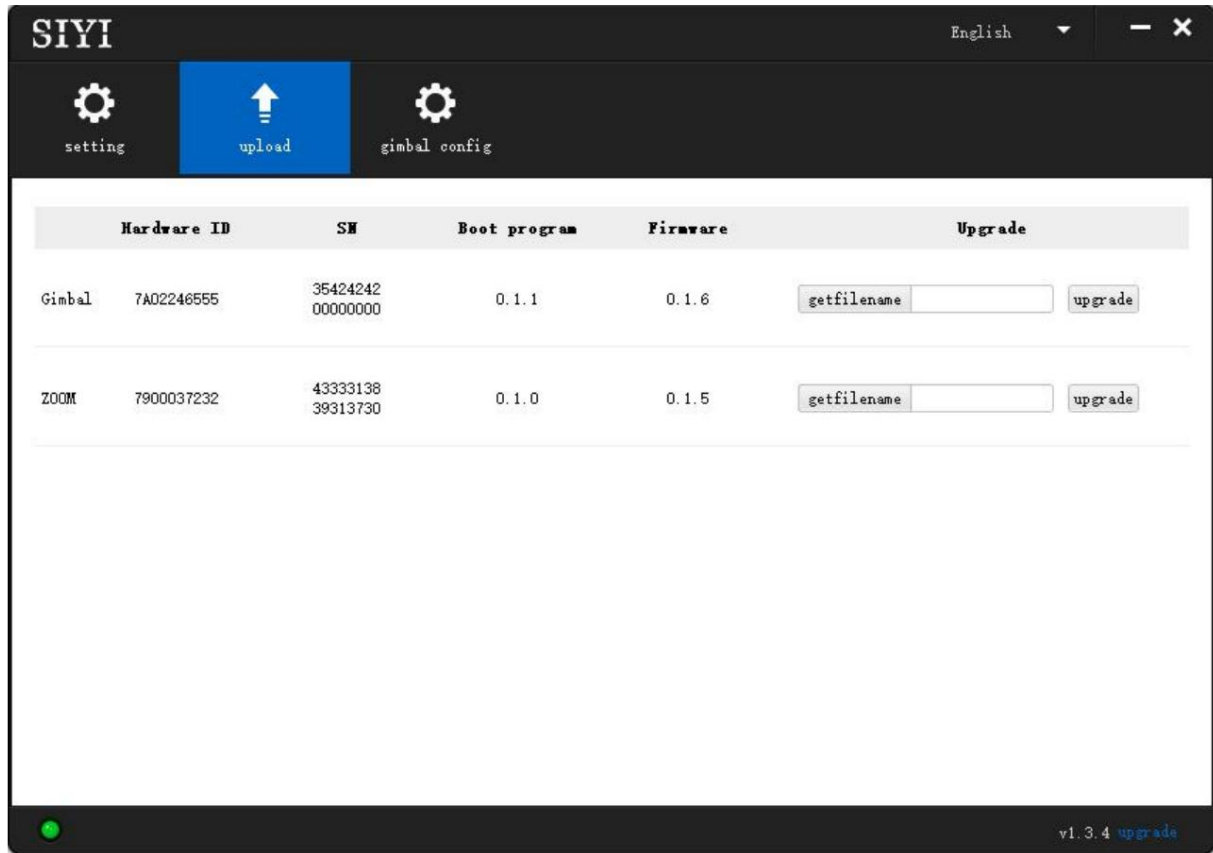 SIYI
English
setting upload gimbal config
Hardware ID SN Boot program Firmware Upgrade
Gimbal 7A02246555 35424242 0.1.1 0.1.6 getfilename upgrade
00000000
ZOOM 7900037232 43333138 0.1.0 0.1.5 getfilename upgrade
39313730
v1.3.4 upgrade